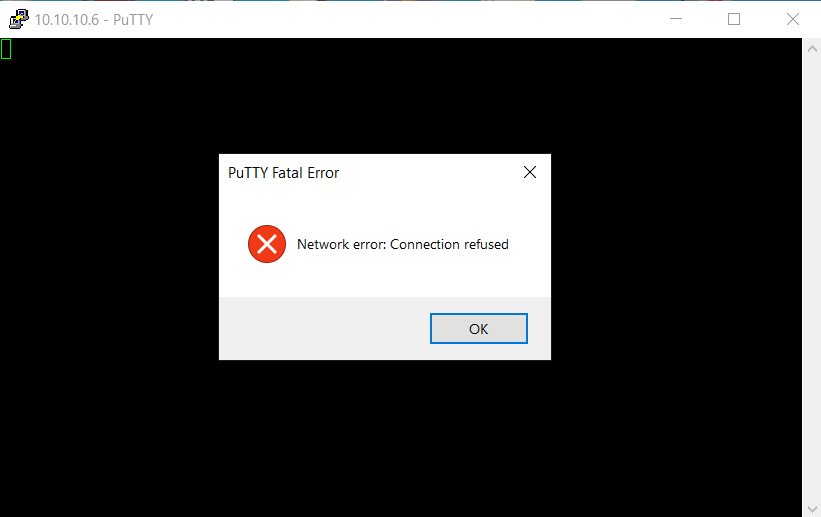 10.10.10.6 - PuTTY
PuTTY Fatal Error
Network error: Connection refused
OK